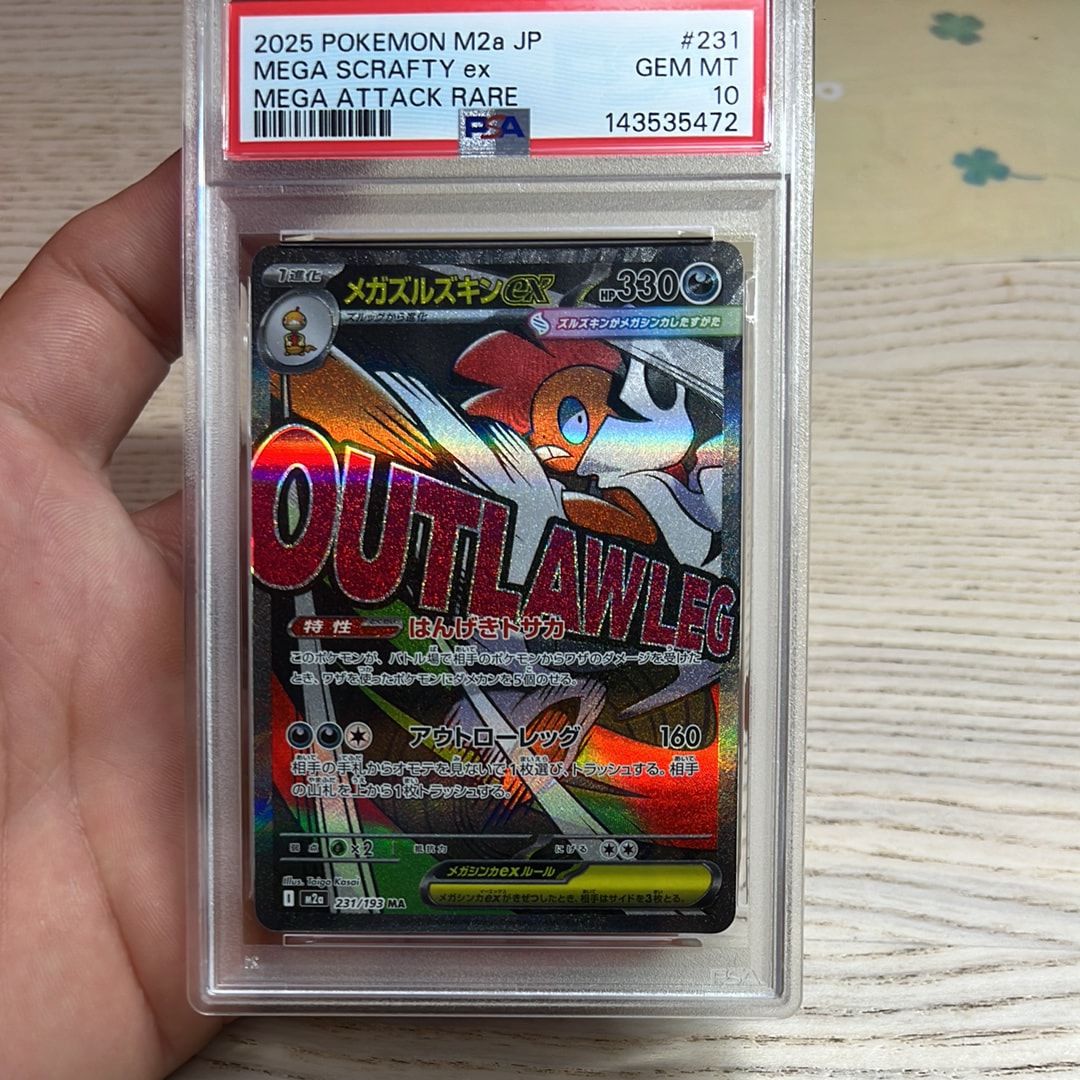 2025 POKEMON M2a JP #231
MEGA SCRAFTY ex GEM MT
MEGA ATTACK RARE 10
PSA 143535472
1進化 メガズルズキンex HP330
ズルッグから進化
ズルズキンがメガシンカしたすがた
OUTLAWLEG
特性 はんげきトサカ
このポケモンが、バトル場で相手のポケモンからワザのダメージを受けた
とき、ワザを使ったポケモンにダメカンを5個のせる。
アウトローレッグ 160
相手の手札からオモテを見ないで1枚選び、トラッシュする。相手
の山札を上から1枚トラッシュする。
弱点 ×2 抵抗力 にげる
メガシンカexルール
メガシンカexがきぜつしたとき、相手はサイドを3枚とる。
Illus. Taiga Kasai
I m2a 231/193 MA
PSA